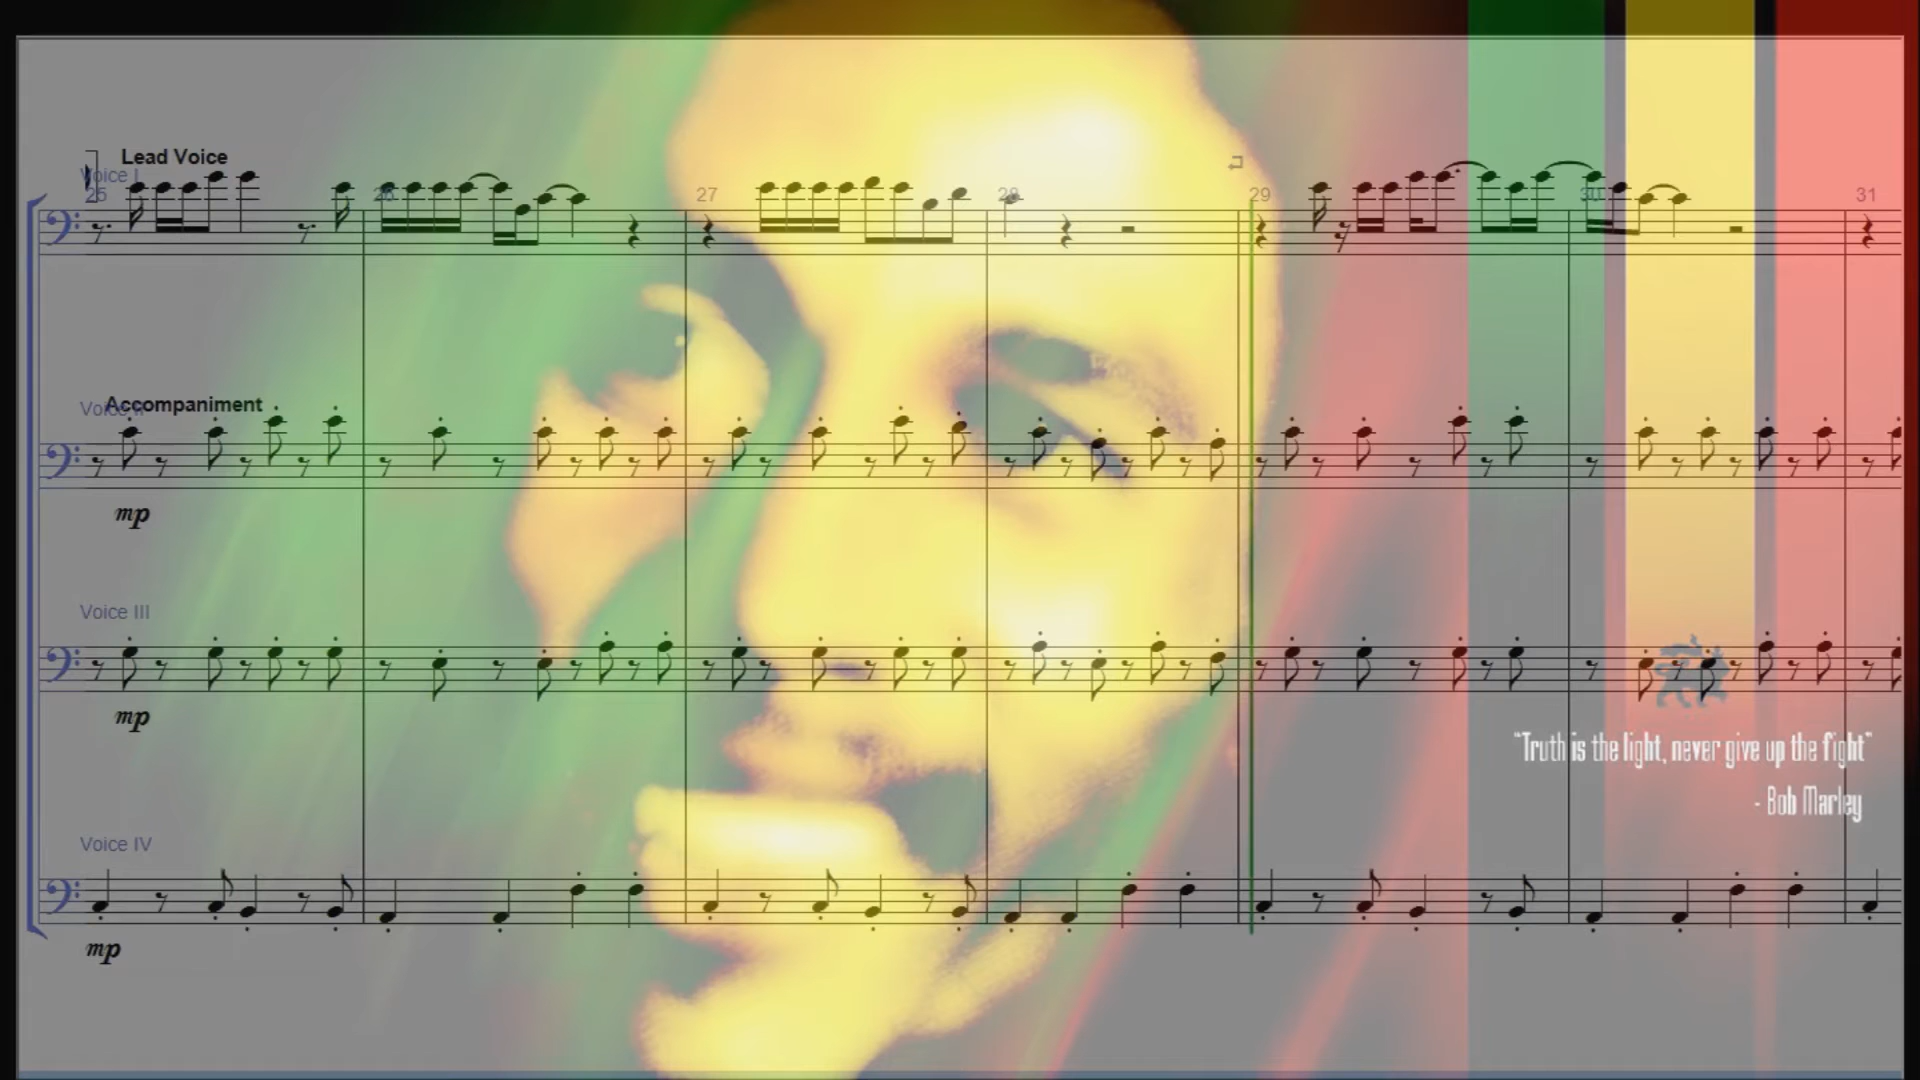 Lead Voice
Voice I
25 26 27 28 29 30 31
Accompaniment
Voice II
mp
Voice III
mp
"Truth is the light, never give up the fight"
- Bob Marley
Voice IV
mp